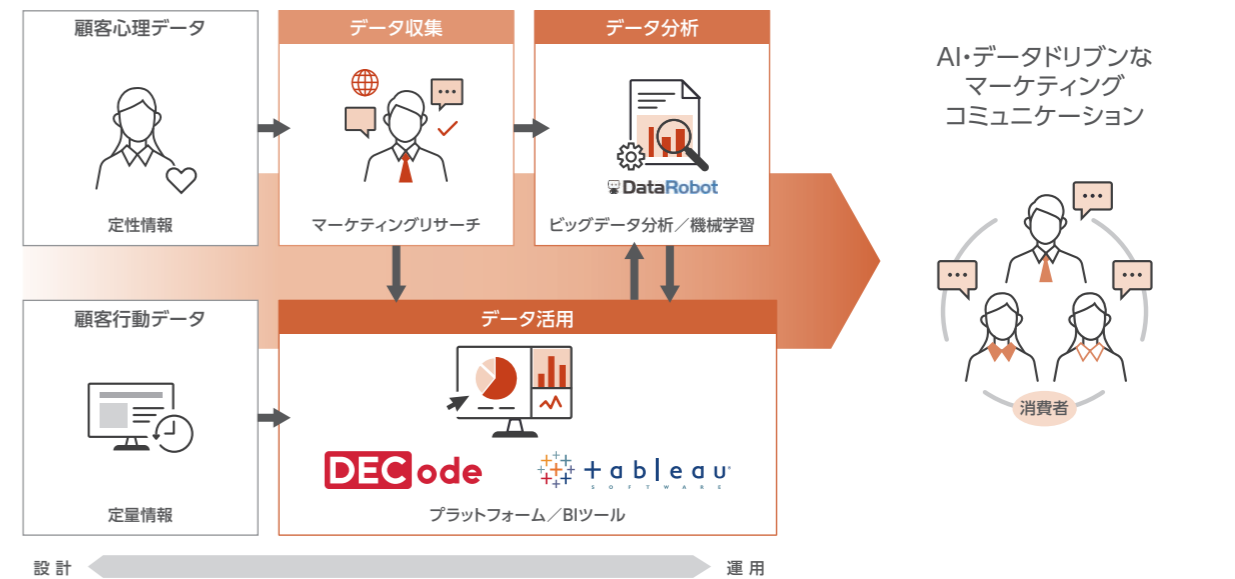 顧客心理データ
定性情報
データ収集
マーケティングリサーチ
データ分析
DataRobot
ビッグデータ分析／機械学習
顧客行動データ
定量情報
データ活用
DECode
+ableau
SOFTWARE
プラットフォーム／BIツール
設計
運用
AI・データドリブンな
マーケティング
コミュニケーション
消費者